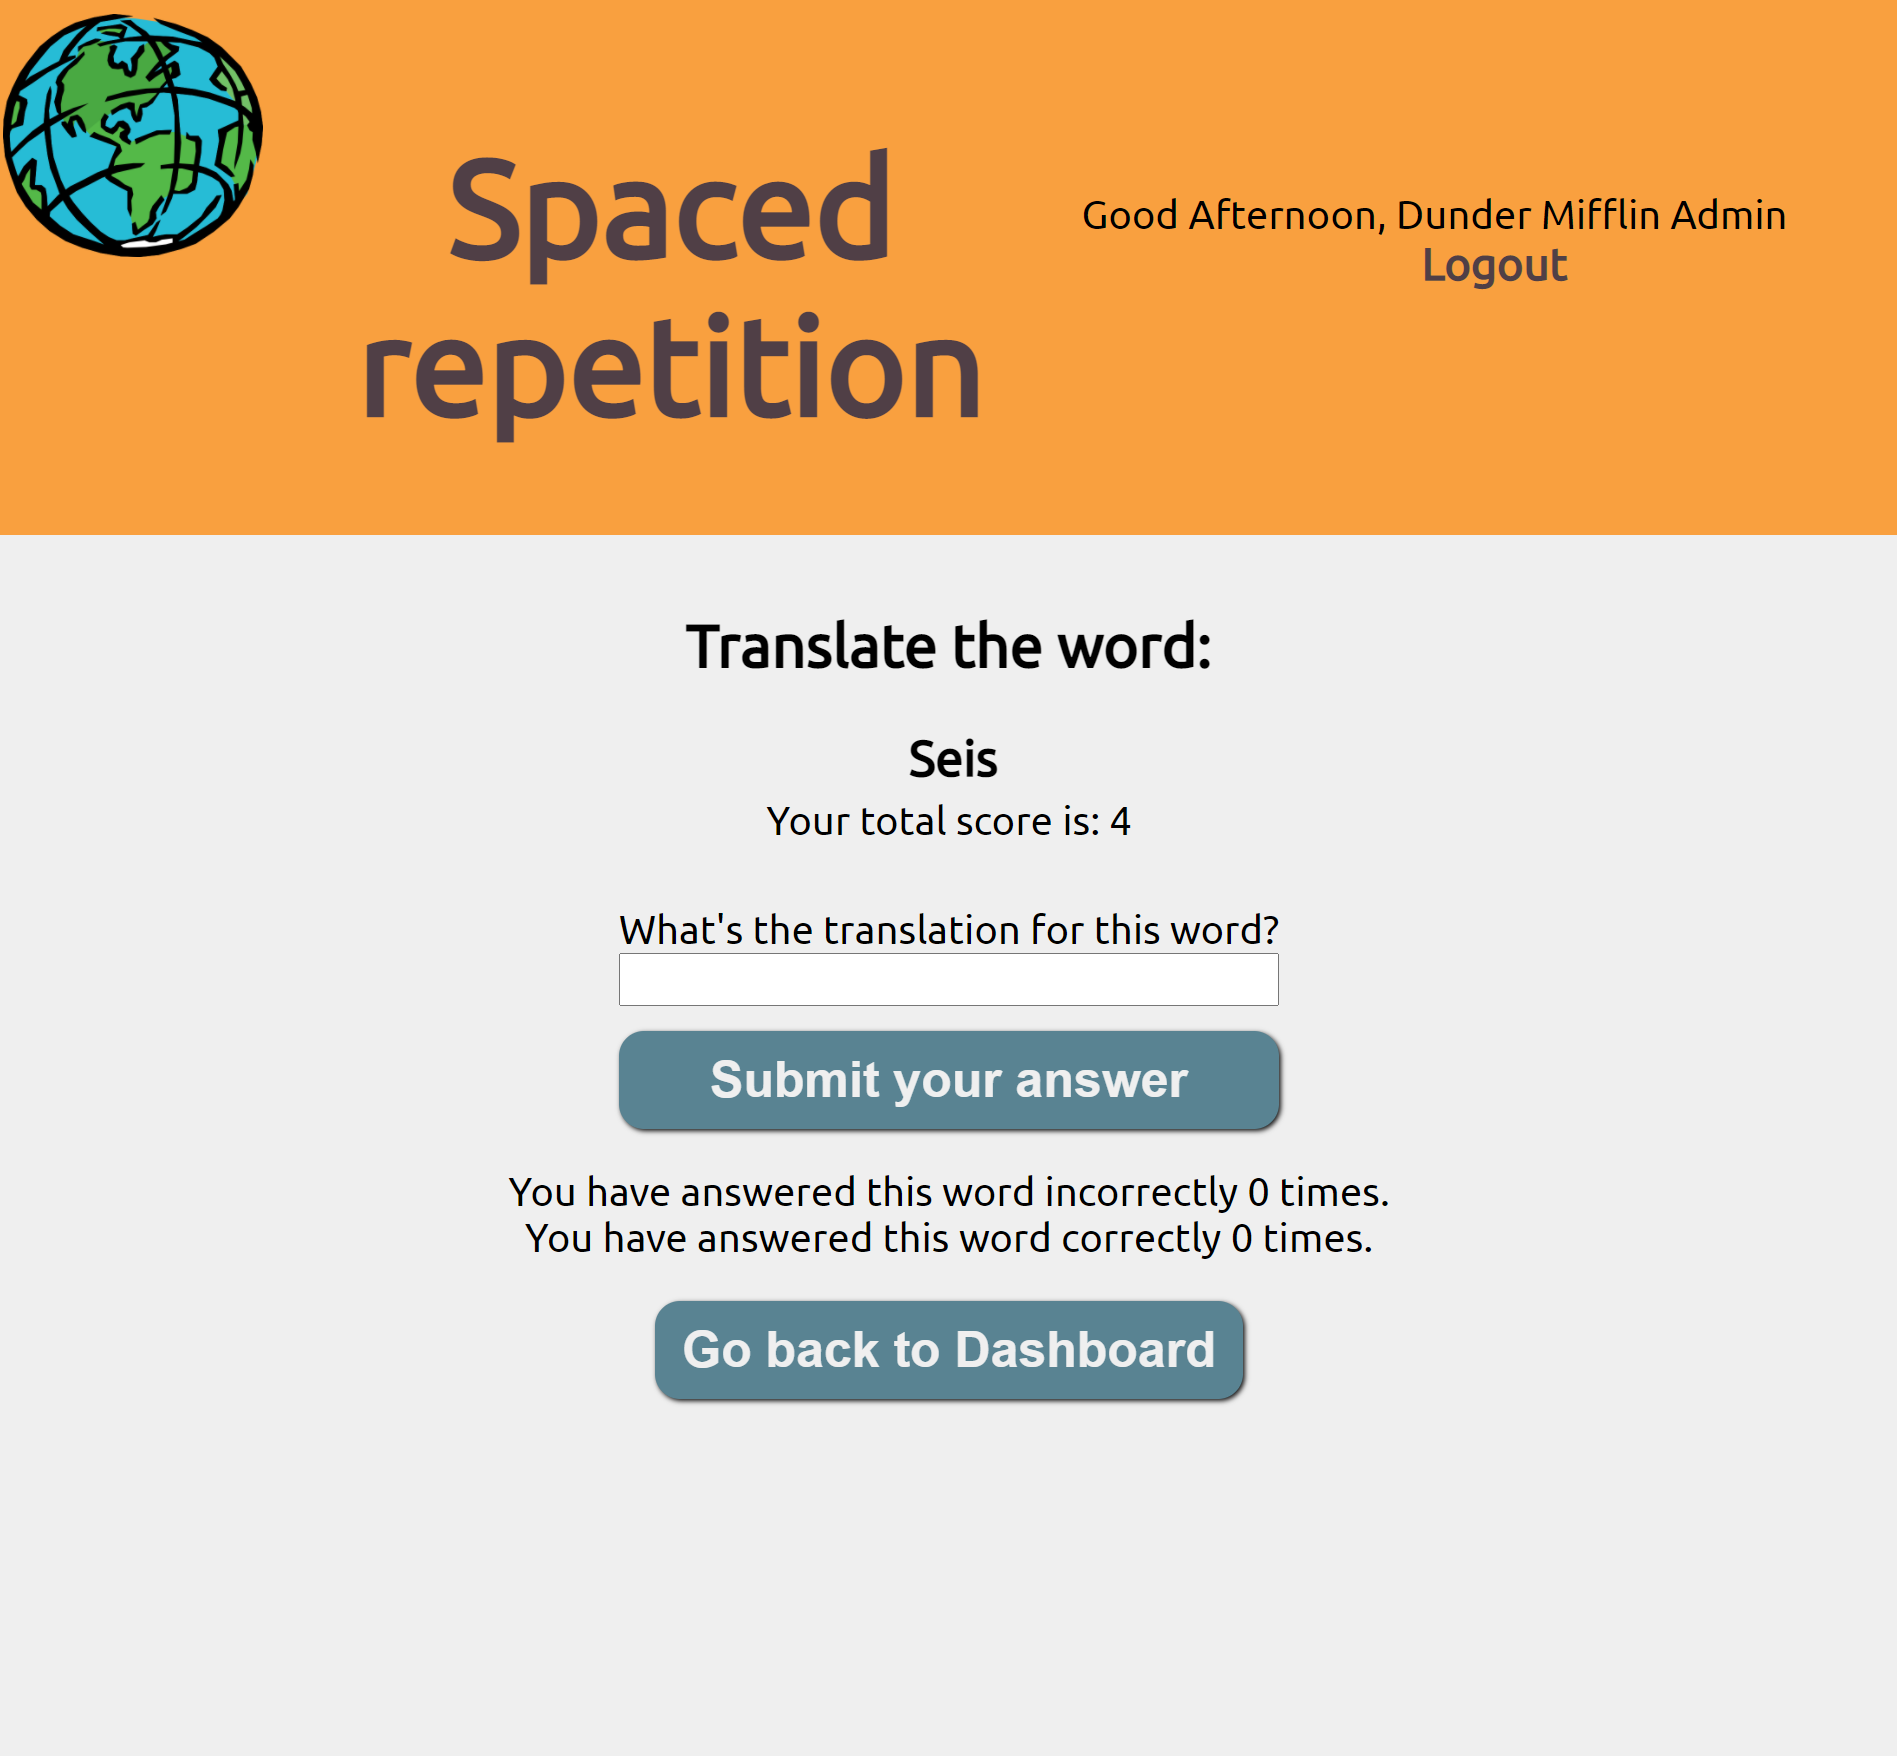 Spaced
repetition
Good Afternoon, Dunder Mifflin Admin
Logout
Translate the word:
Seis
Your total score is: 4
What's the translation for this word?
Submit your answer
You have answered this word incorrectly 0 times.
You have answered this word correctly 0 times.
Go back to Dashboard